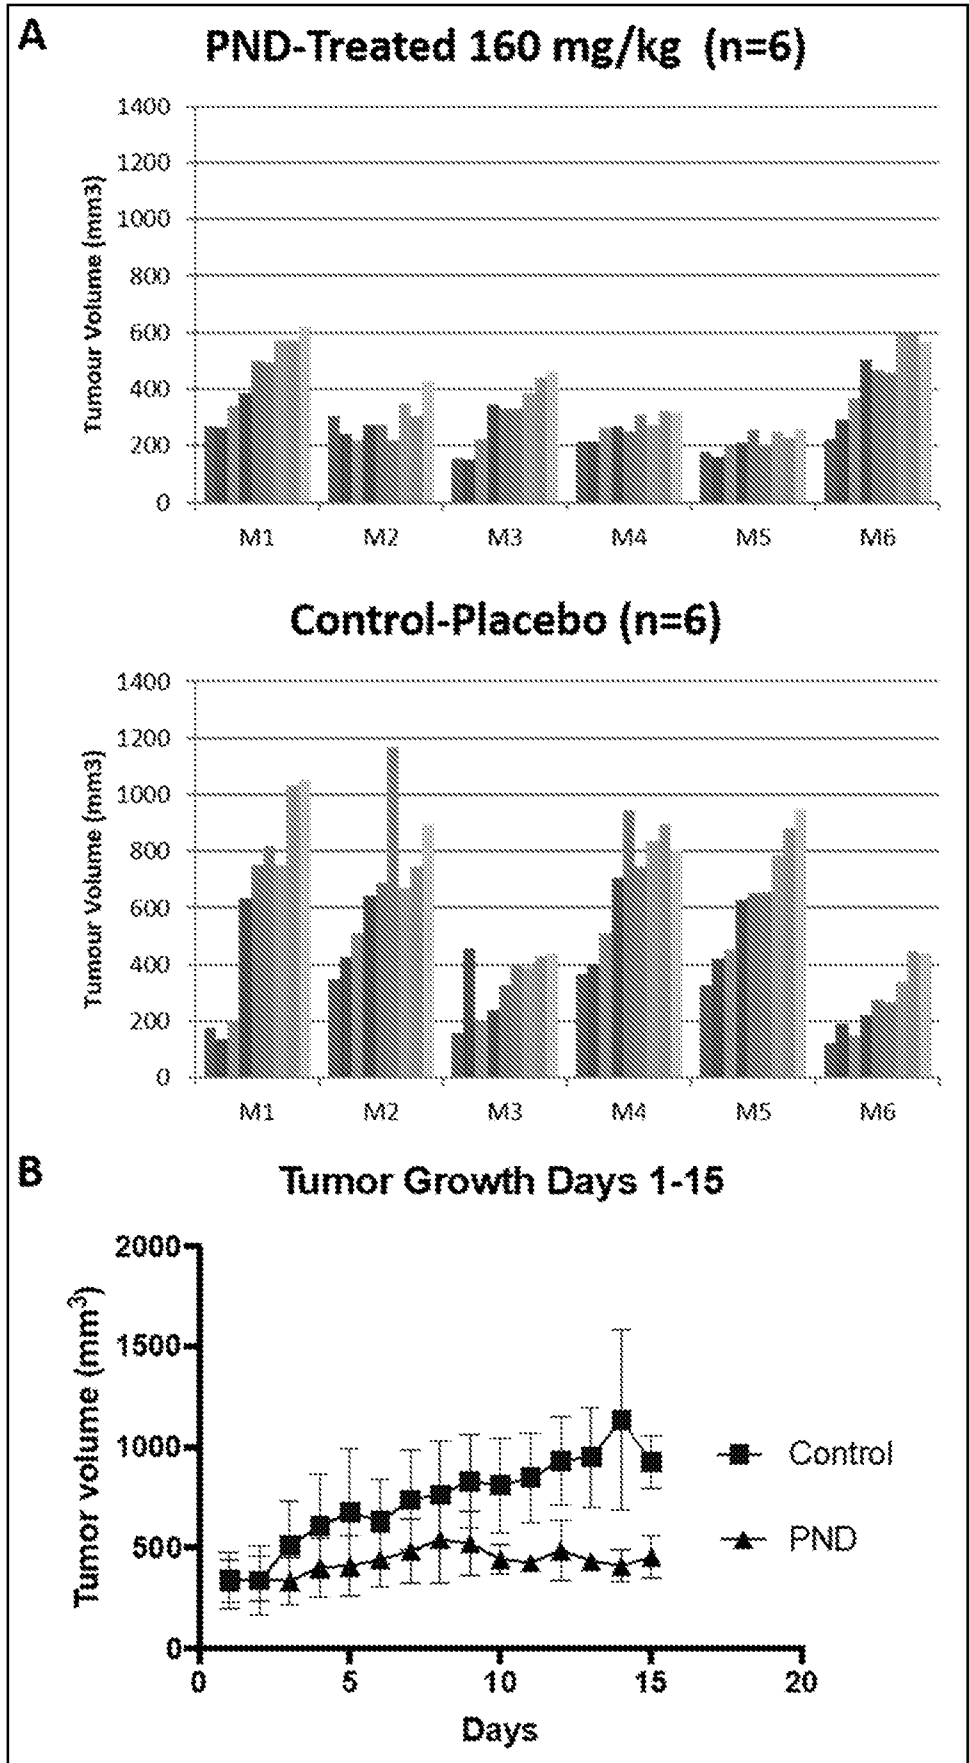 A
PND-Treated 160 mg/kg (n=6)
Tumour Volume (mm3)
1400
1200
1000
800
600
400
200
0
M1 M2 M3 M4 M5 M6
Control-Placebo (n=6)
Tumour Volume (mm3)
1400
1200
1000
800
600
400
200
0
M1 M2 M3 M4 M5 M6
B
Tumor Growth Days 1-15
Tumor volume (mm³)
2000
1500
1000
500
0
0 5 10 15 20
Days
Control
PND